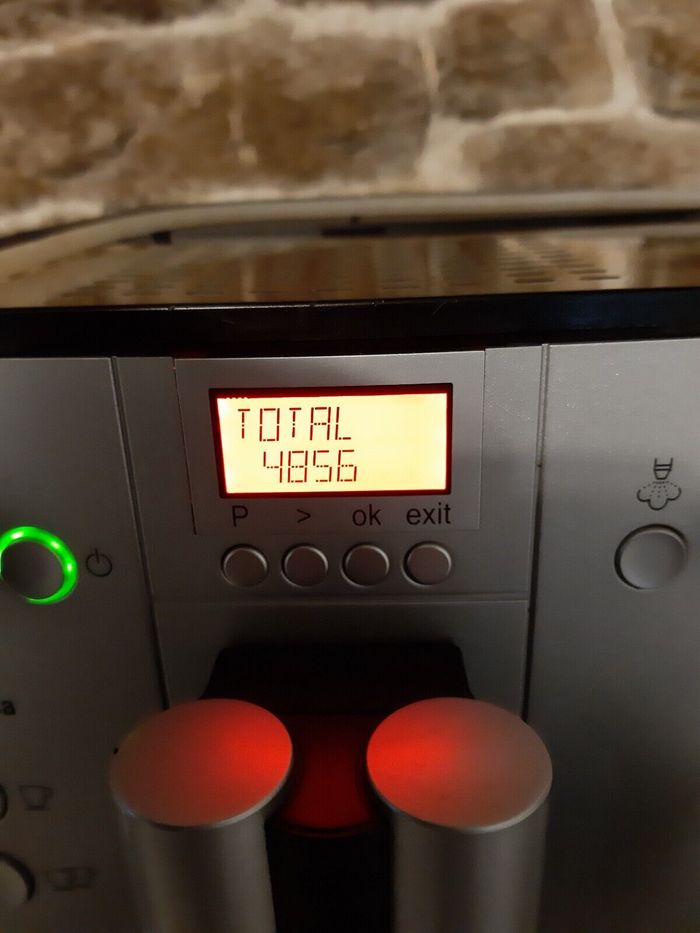 TOTAL
4856
P > ok exit
a